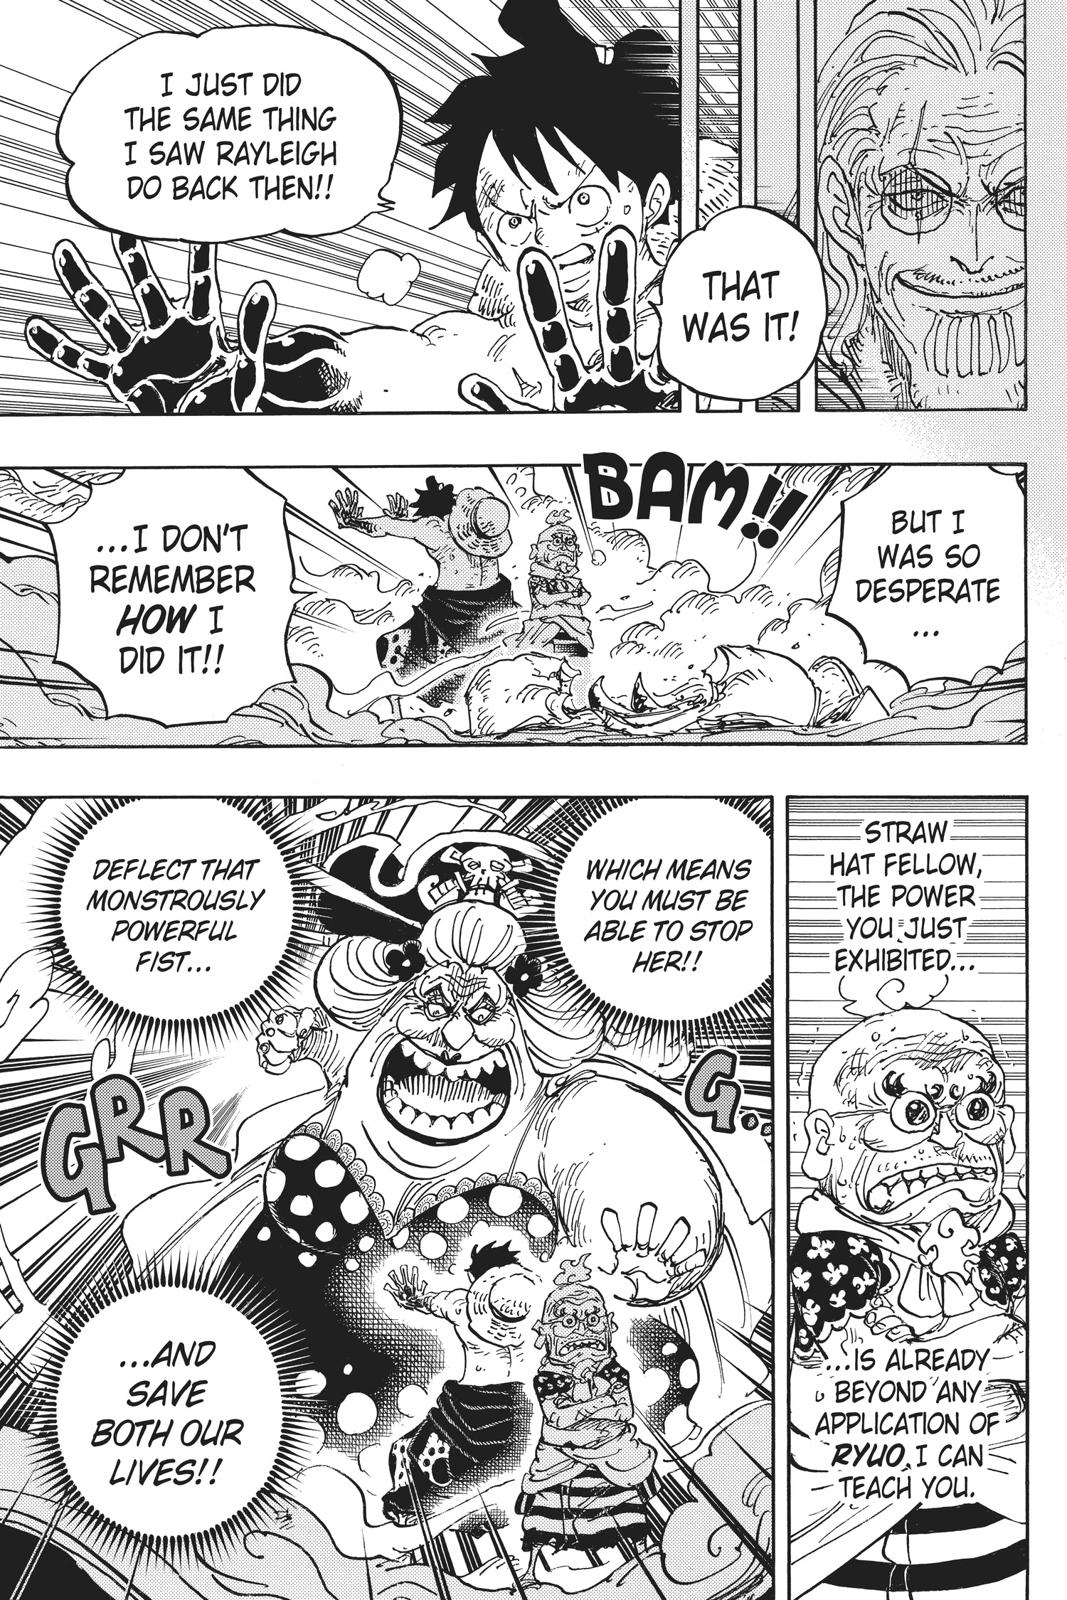 THAT
WAS IT!
I JUST DID
THE SAME THING
I SAW RAYLEIGH
DO BACK THEN!!
BAM!!
BUT I
WAS SO
DESPERATE
...
...I DON'T
REMEMBER
HOW I
DID IT!!
STRAW
HAT FELLOW,
THE POWER
YOU JUST
EXHIBITED...
...IS ALREADY
BEYOND ANY
APPLICATION OF
RYUO I CAN
TEACH YOU.
WHICH MEANS
YOU MUST BE
ABLE TO STOP
HER!!
DEFLECT THAT
MONSTROUSLY
POWERFUL
FIST...
G...
GRR
...AND
SAVE
BOTH OUR
LIVES!!